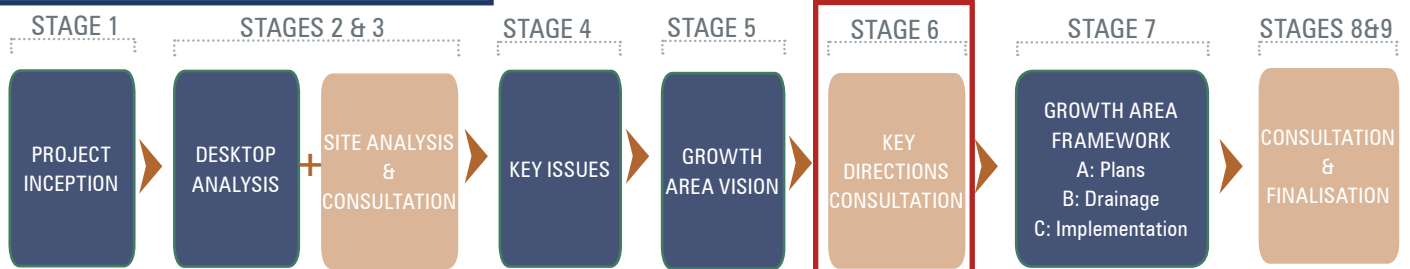 STAGE 1
STAGES 2 & 3
STAGE 4
STAGE 5
STAGE 6
STAGE 7
STAGES 8&9
PROJECT
INCEPTION
DESKTOP
ANALYSIS
+
SITE ANALYSIS
&
CONSULTATION
KEY ISSUES
GROWTH
AREA VISION
KEY
DIRECTIONS
CONSULTATION
GROWTH AREA
FRAMEWORK
A: Plans
B: Drainage
C: Implementation
CONSULTATION
&
FINALISATION